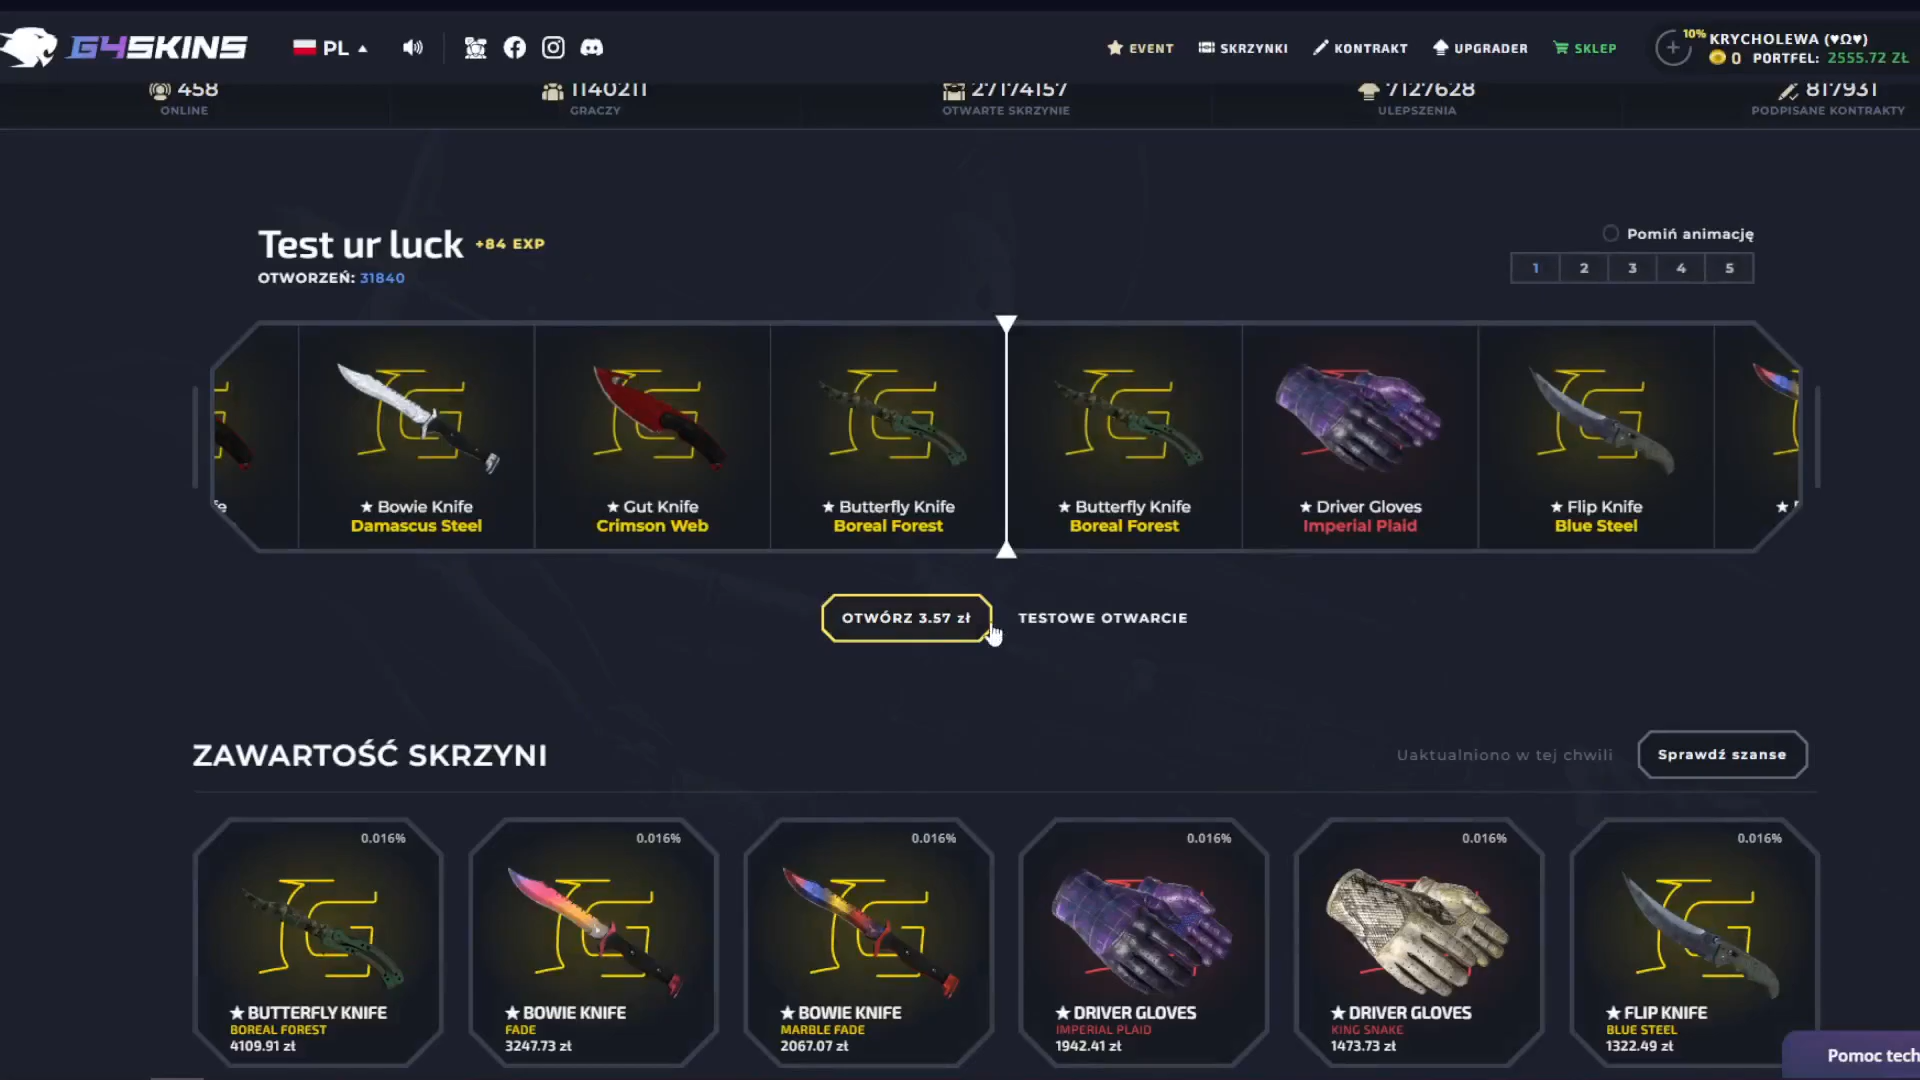 G4SKINS
PL
EVENT
SKRZYNKI
KONTRAKT
UPGRADER
SKLEP
10%
KRYCHOLEWA (♥Ω♥)
0 PORTFEL: 2555.72 ZŁ
458
ONLINE
1140211
GRACZY
27174157
OTWARTE SKRZYNIE
7127628
ULEPSZENIA
817931
PODPISANE KONTRAKTY
Test ur luck +84 EXP
OTWORZEŃ: 31840
Pomiń animację
1 2 3 4 5
★ Bowie Knife
Damascus Steel
★ Gut Knife
Crimson Web
★ Butterfly Knife
Boreal Forest
★ Butterfly Knife
Boreal Forest
★ Driver Gloves
Imperial Plaid
★ Flip Knife
Blue Steel
OTWÓRZ 3.57 zł
TESTOWE OTWARCIE
ZAWARTOŚĆ SKRZYNI
Uaktualniono w tej chwili
Sprawdź szanse
0.016%
★ BUTTERFLY KNIFE
BOREAL FOREST
4109.91 zł
0.016%
★ BOWIE KNIFE
FADE
3247.73 zł
0.016%
★ BOWIE KNIFE
MARBLE FADE
2067.07 zł
0.016%
★ DRIVER GLOVES
IMPERIAL PLAID
1942.41 zł
0.016%
★ DRIVER GLOVES
KING SNAKE
1473.73 zł
0.016%
★ FLIP KNIFE
BLUE STEEL
1322.49 zł
Pomoc tech